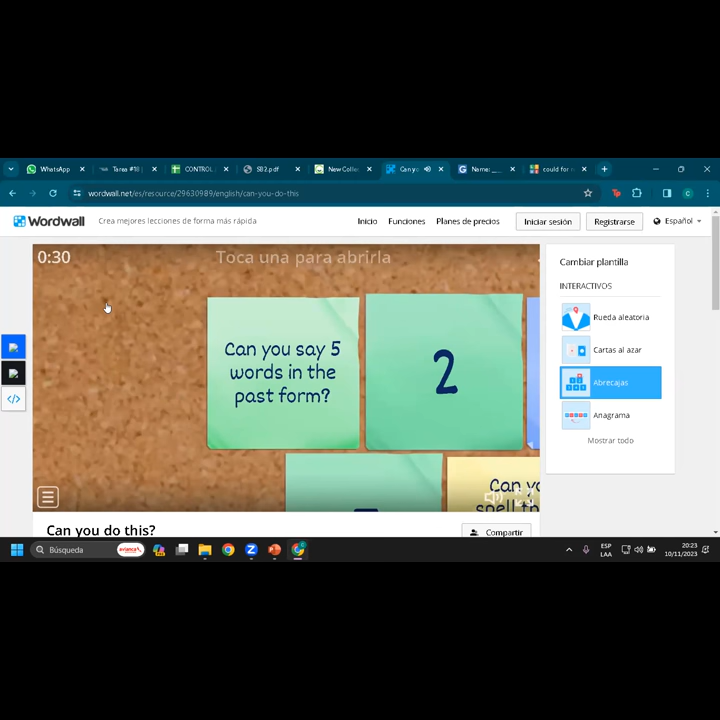 WhatsApp
Tarea #18
CONTROL
SB2.pdf
New Colle
Can y
Name: ___
could for
wordwall.net/es/resource/29630989/english/can-you-do-this
Wordwall
Crea mejores lecciones de forma más rápida
Inicio
Funciones
Planes de precios
Iniciar sesión
Registrarse
Español
0:30
Toca una para abrirla
Can you say 5
words in the
past form?
2
Can yo
spell th
Cambiar plantilla
INTERACTIVOS
Rueda aleatoria
Cartas al azar
Abrecajas
Anagrama
Mostrar todo
Can you do this?
Compartir
Búsqueda
avianca
ESP
LAA
20:23
10/11/2023